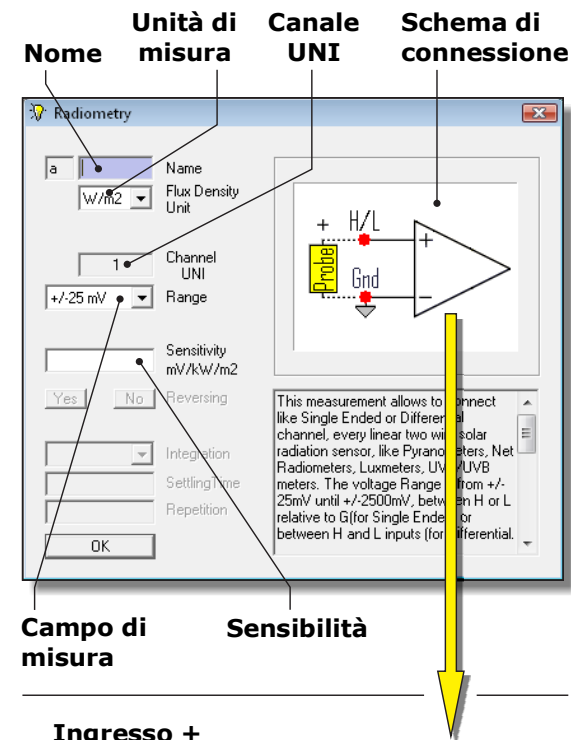 Nome
Unità di
misura
Canale
UNI
Schema di
connessione
Radiometry
a
Name
W/m2
Flux Density
Unit
1
Channel
UNI
+/-25 mV
Range
Sensitivity
mV/kW/m2
Yes
No
Reversing
Integration
SettlingTime
Repetition
OK
+ H/L
+
Probe
Gnd
−
This measurement allows to connect
like Single Ended or Differential
channel, every linear two wire solar
radiation sensor, like Pyranometers, Net
Radiometers, Luxmeters, UVA/UVB
meters. The voltage Range is from +/-
25mV until +/-2500mV, between H or L
relative to G(for Single Ended) or
between H and L inputs (for differential.
Campo di
misura
Sensibilità
Ingresso +